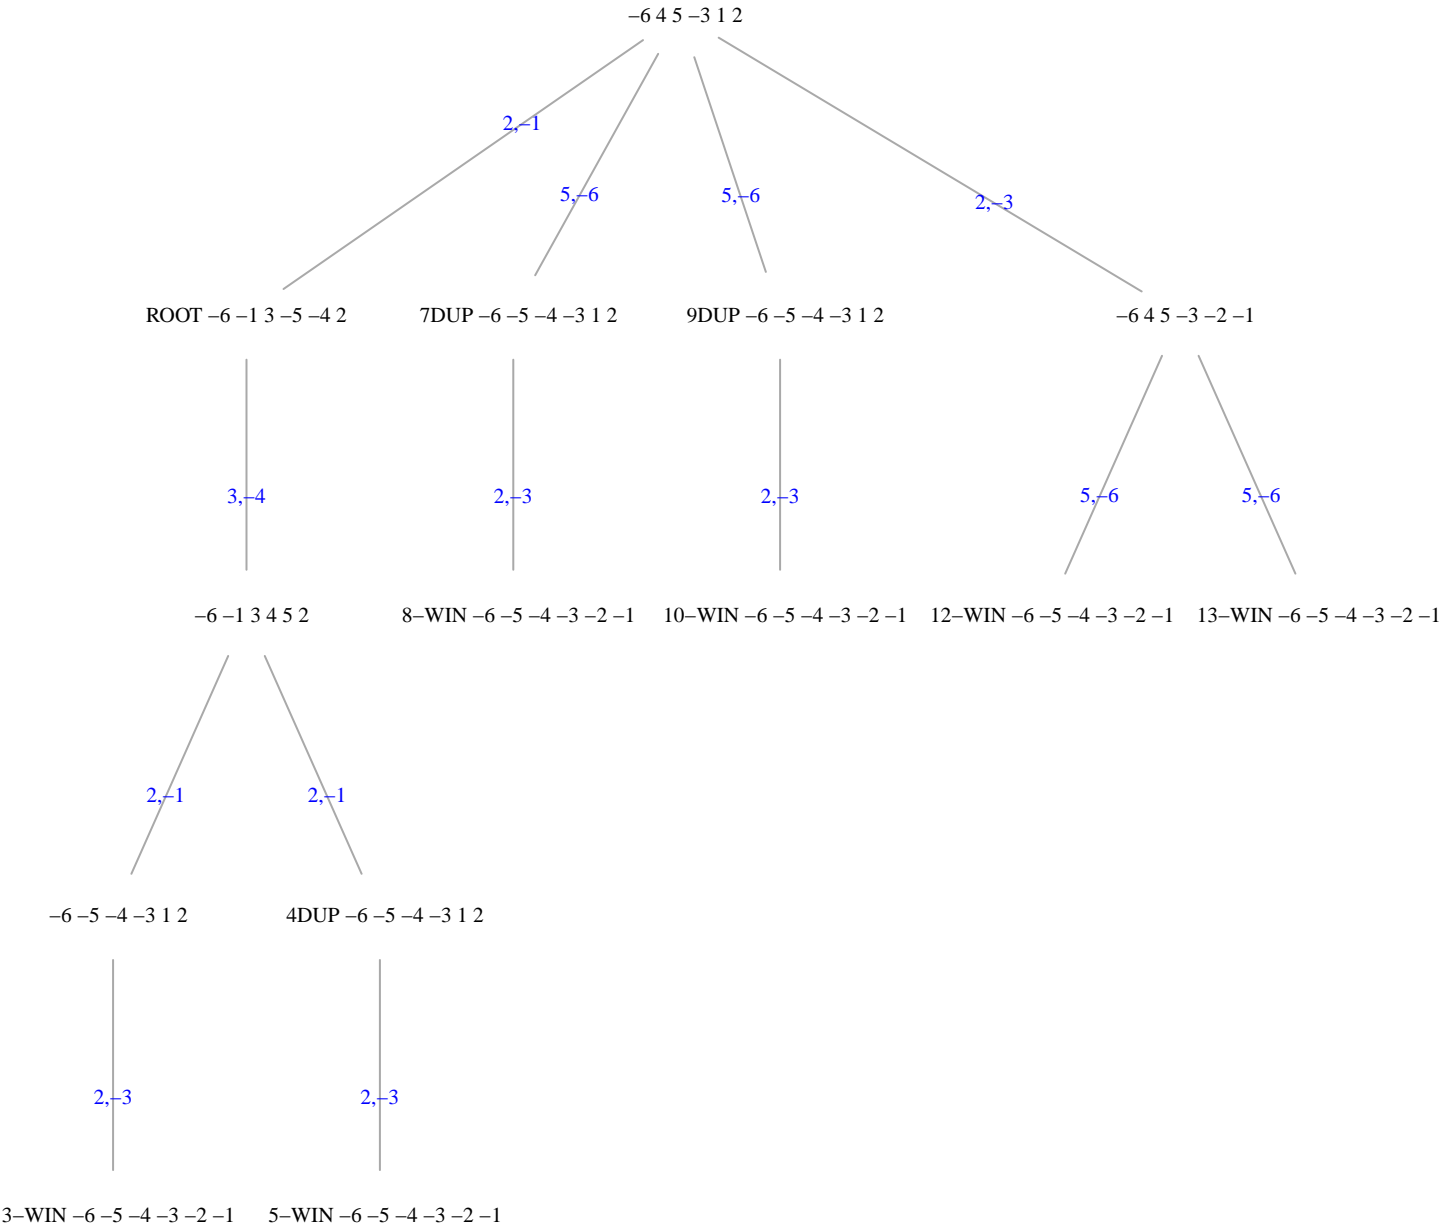 −6 4 5 −3 1 2
2,−1
5,−6
5,−6
2,−3
ROOT −6 −1 3 −5 −4 2
7DUP −6 −5 −4 −3 1 2
9DUP −6 −5 −4 −3 1 2
−6 4 5 −3 −2 −1
3,−4
2,−3
2,−3
5,−6
5,−6
−6 −1 3 4 5 2
8−WIN −6 −5 −4 −3 −2 −1
10−WIN −6 −5 −4 −3 −2 −1
12−WIN −6 −5 −4 −3 −2 −1
13−WIN −6 −5 −4 −3 −2 −1
2,−1
2,−1
−6 −5 −4 −3 1 2
4DUP −6 −5 −4 −3 1 2
2,−3
2,−3
3−WIN −6 −5 −4 −3 −2 −1
5−WIN −6 −5 −4 −3 −2 −1